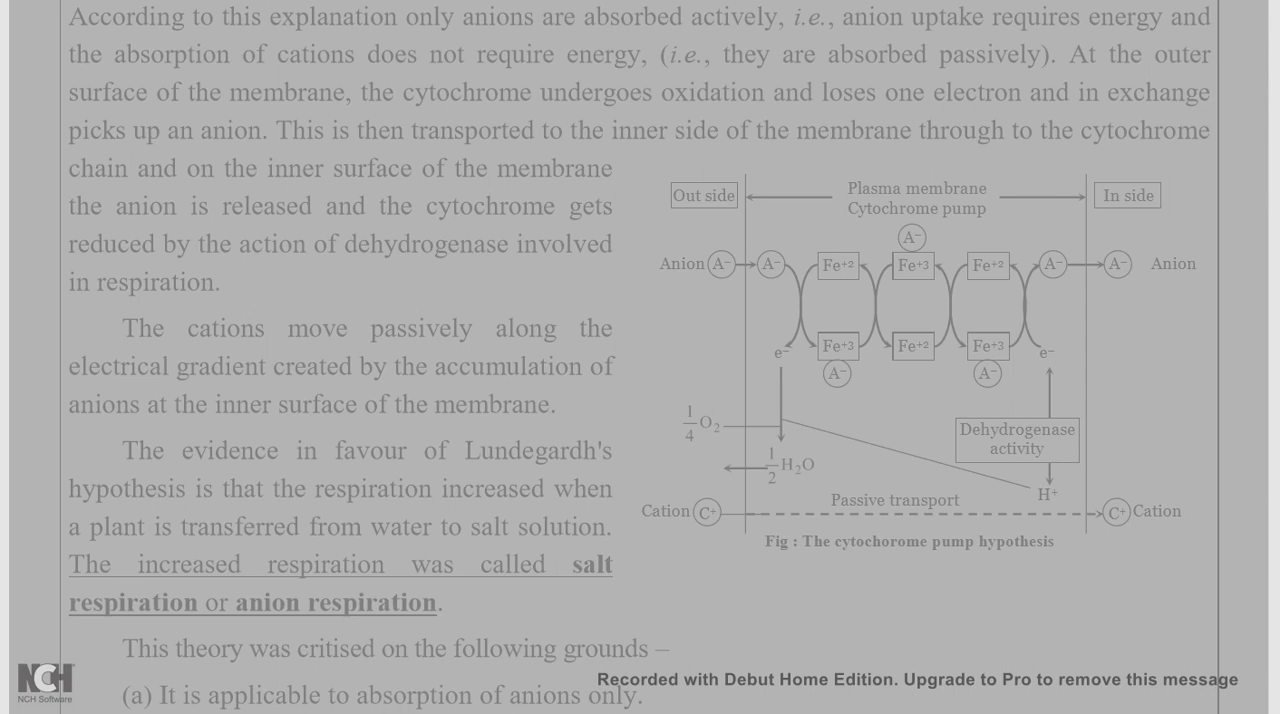 According to this explanation only anions are absorbed actively, i.e., anion uptake requires energy and
the absorption of cations does not require energy, (i.e., they are absorbed passively). At the outer
surface of the membrane, the cytochrome undergoes oxidation and loses one electron and in exchange
picks up an anion. This is then transported to the inner side of the membrane through to the cytochrome
chain and on the inner surface of the membrane
the anion is released and the cytochrome gets
reduced by the action of dehydrogenase involved
in respiration.
The cations move passively along the
electrical gradient created by the accumulation of
anions at the inner surface of the membrane.
The evidence in favour of Lundegardh's
hypothesis is that the respiration increased when
a plant is transferred from water to salt solution.
The increased respiration was called salt
respiration or anion respiration.
Out side
Plasma membrane
Cytochrome pump
In side
A⁻
Anion A⁻ A⁻ Fe⁺² Fe⁺³ Fe⁺² A⁻ A⁻ Anion
e⁻ Fe⁺³ Fe⁺² Fe⁺³ e⁻
A⁻ A⁻
1/4 O₂
Dehydrogenase
activity
1/2 H₂O
H⁺
Passive transport
Cation C⁺ C⁺ Cation
Fig : The cytochorome pump hypothesis
This theory was critised on the following grounds –
(a) It is applicable to absorption of anions only.
NCH
NCH Software
Recorded with Debut Home Edition. Upgrade to Pro to remove this message